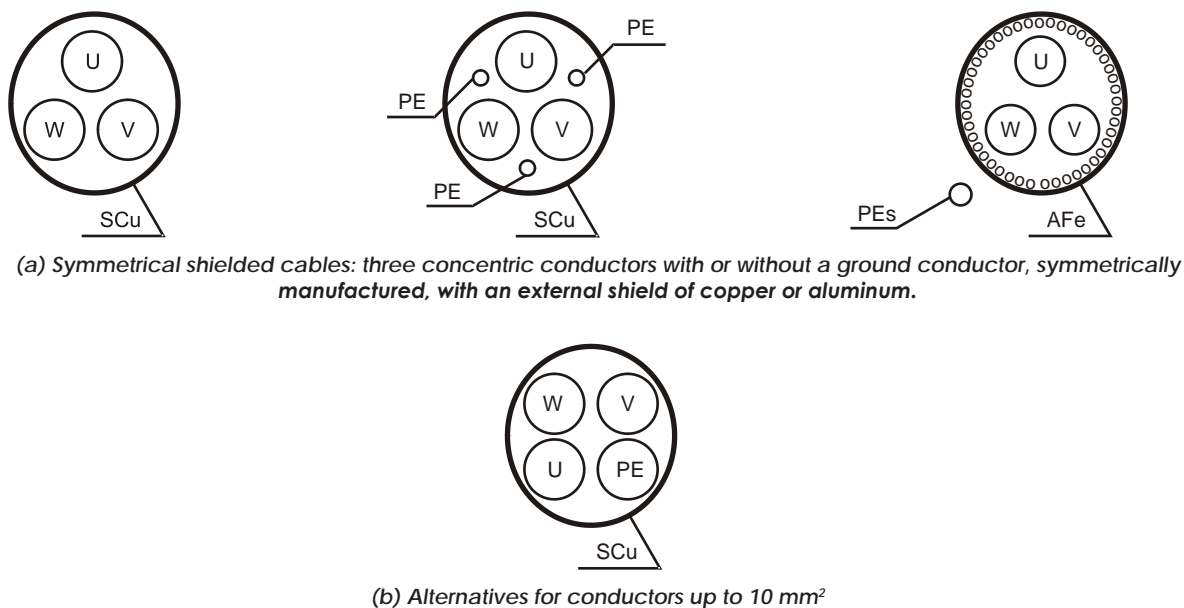 U
W V
SCu
PE
U
PE
W V
PE
SCu
U
W V
PEs
AFe
(a) Symmetrical shielded cables: three concentric conductors with or without a ground conductor, symmetrically
manufactured, with an external shield of copper or aluminum.
W V
U PE
SCu
(b) Alternatives for conductors up to 10 mm²